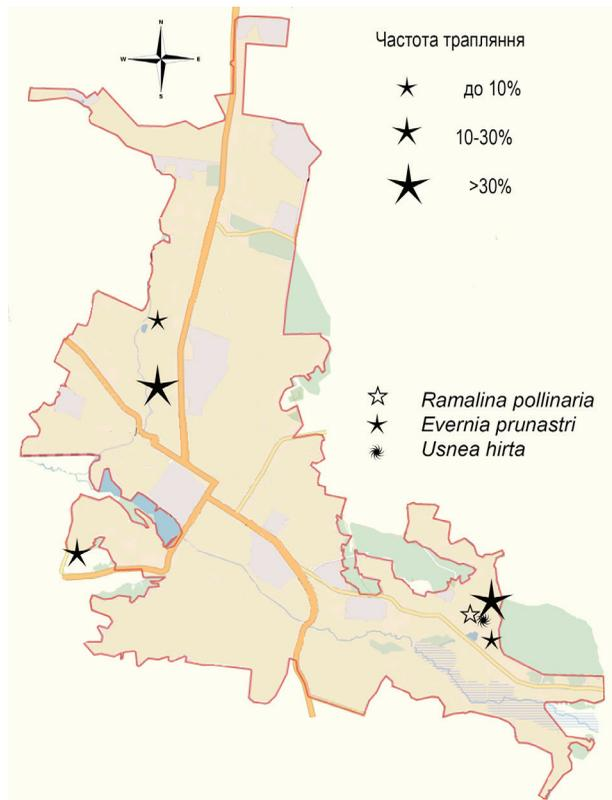 N
W E
S
Частота трапляння
до 10%
10-30%
>30%
Ramalina pollinaria
Evernia prunastri
Usnea hirta